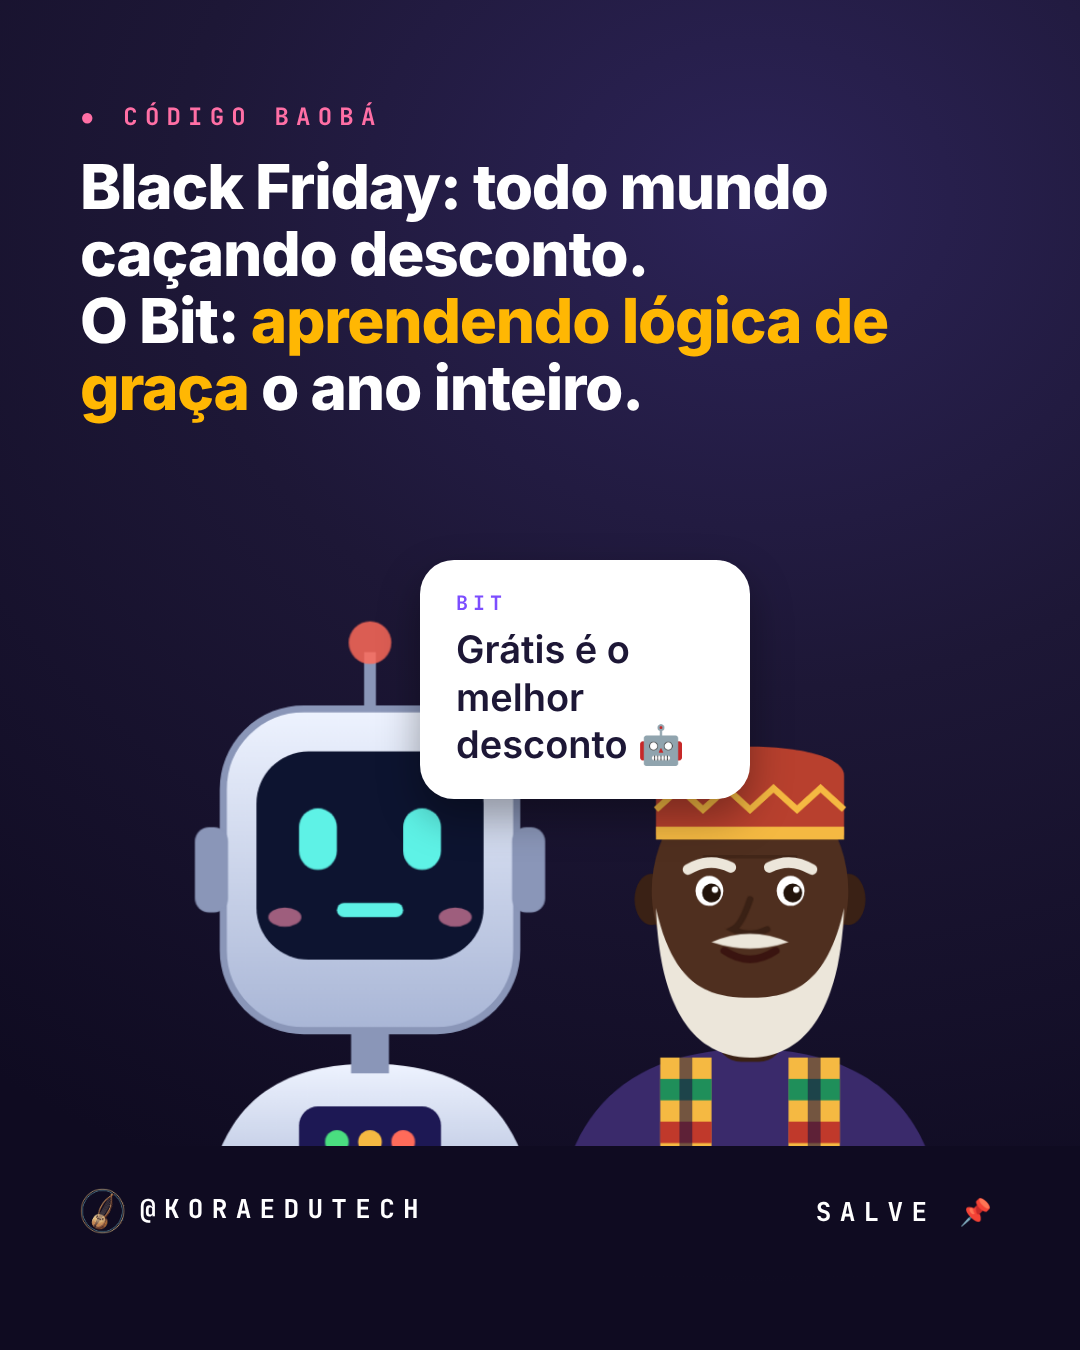 • CÓDIGO BAOBÁ
Black Friday: todo mundo
caçando desconto.
O Bit: aprendendo lógica de
graça o ano inteiro.
BIT
Grátis é o
melhor
desconto 🤖
@KORAEDUTECH
SALVE 📌